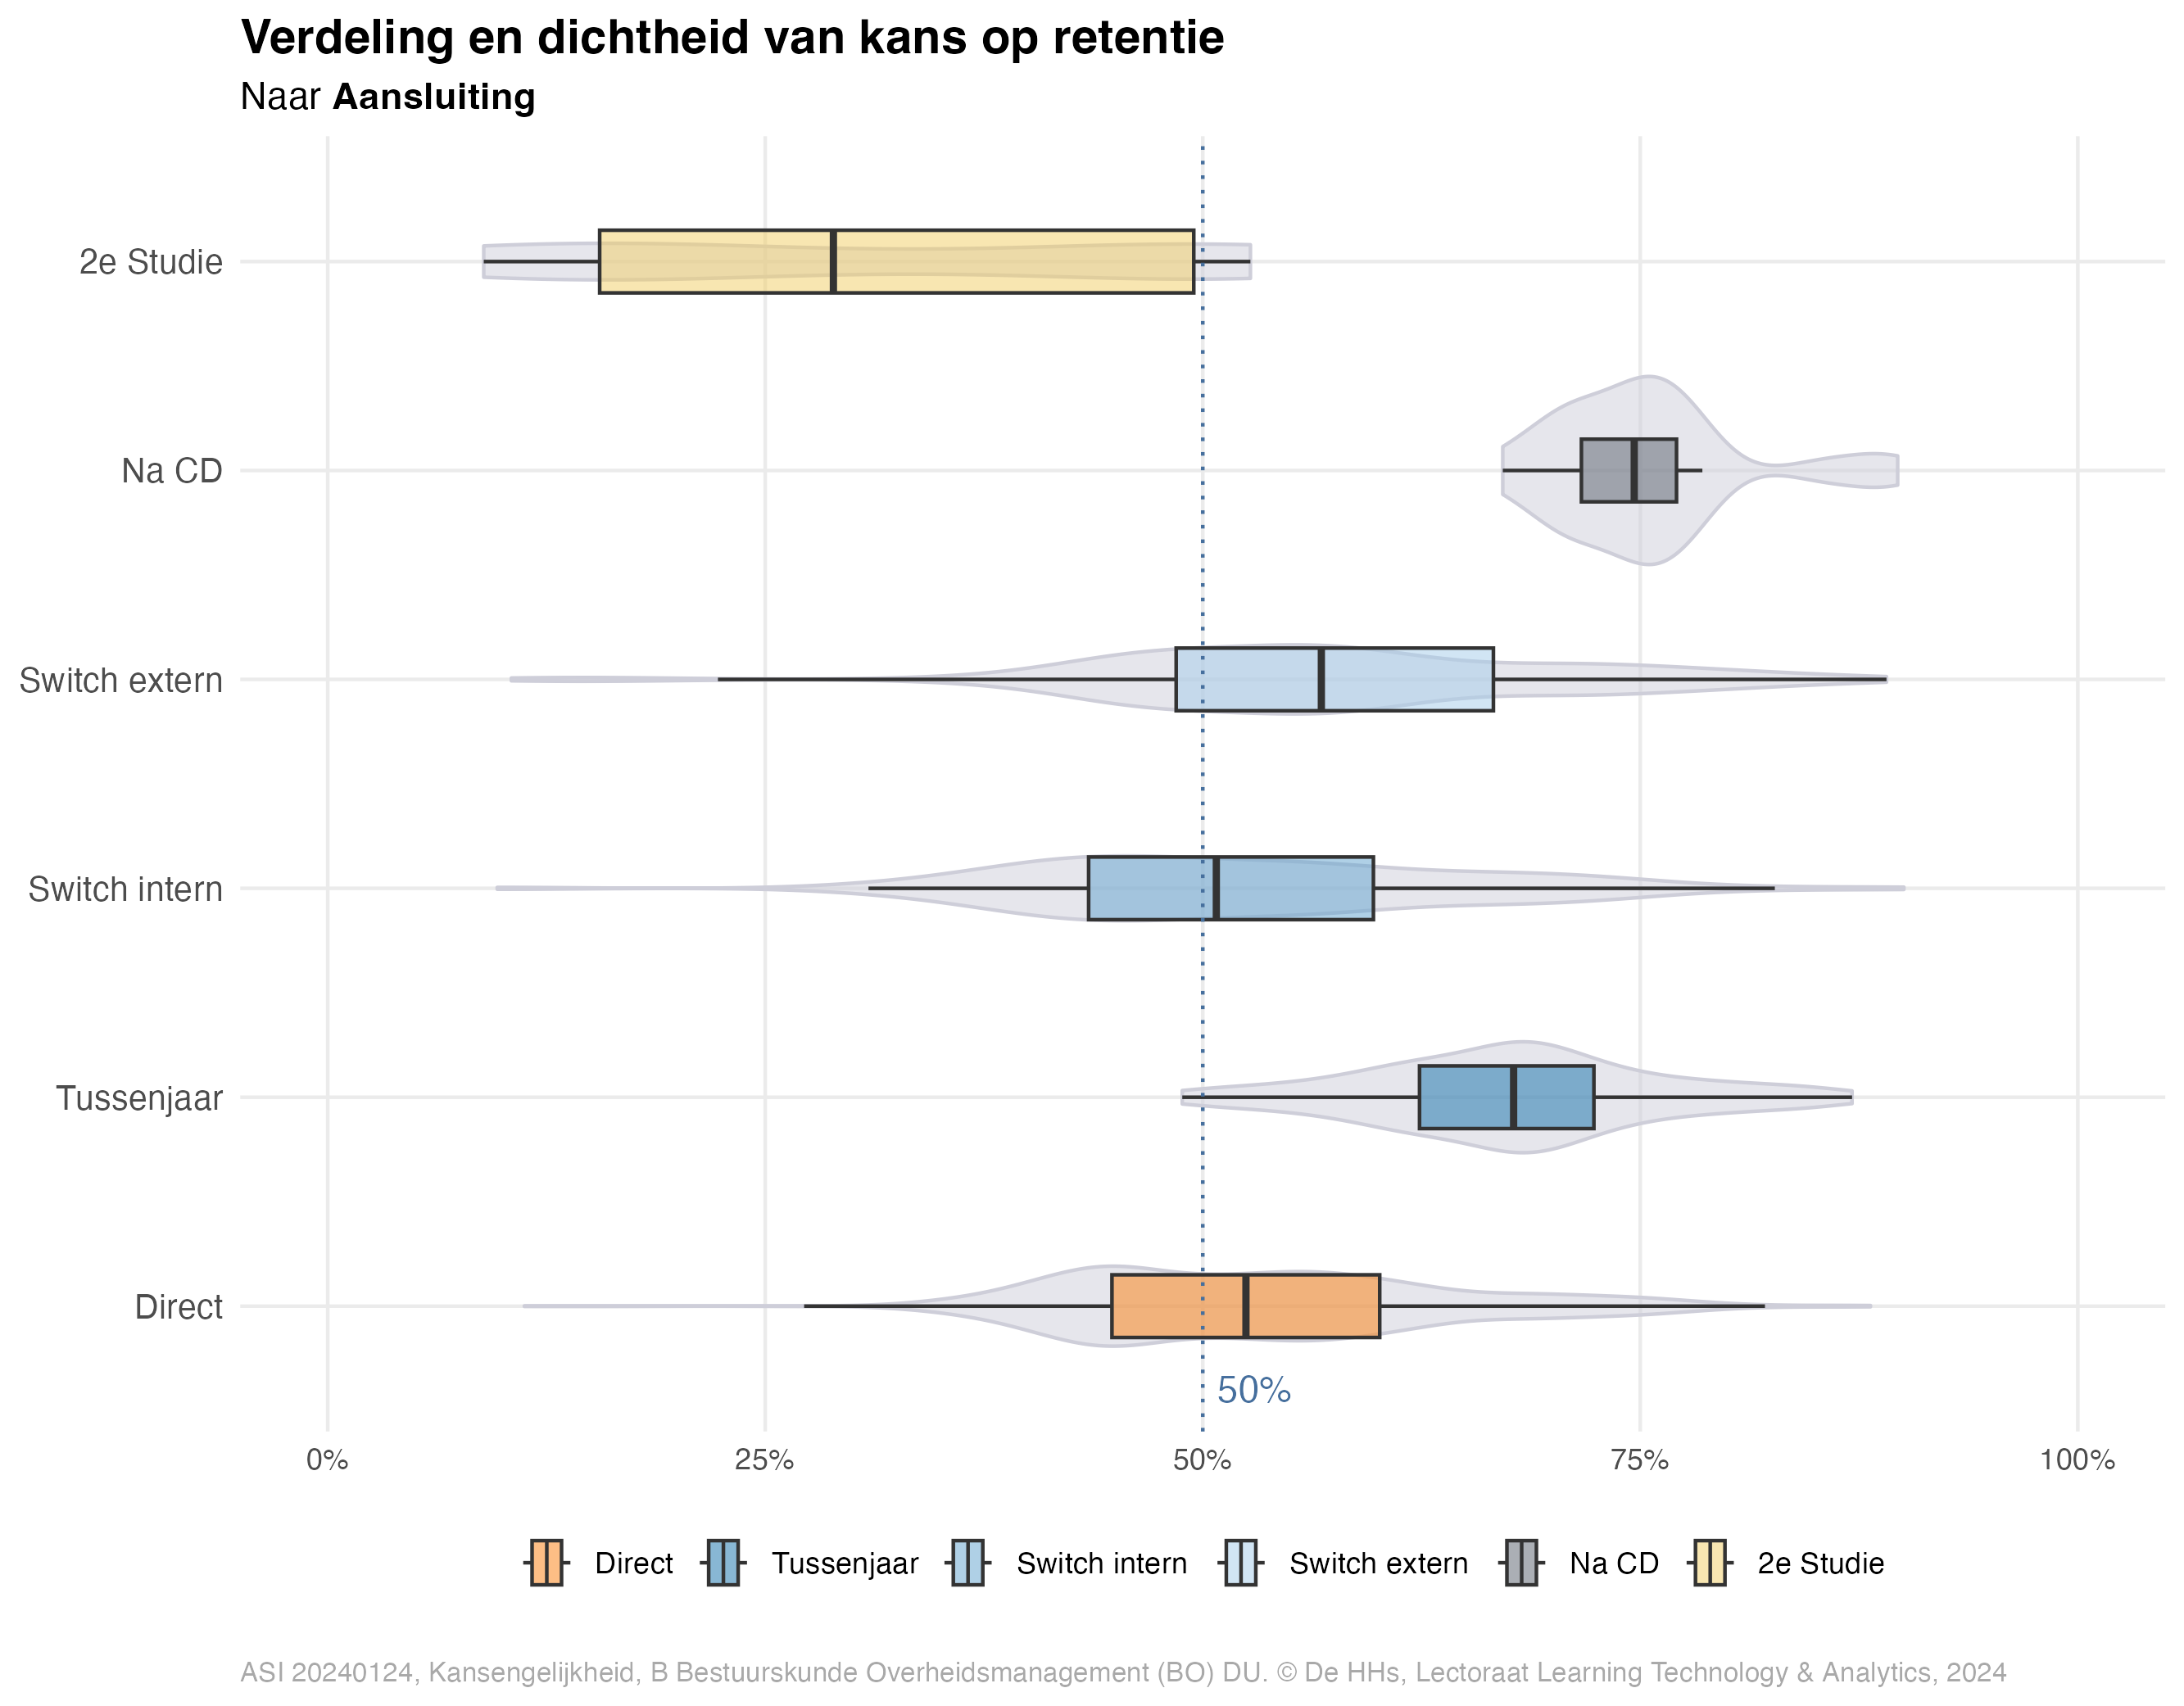 Verdeling en dichtheid van kans op retentie
Naar Aansluiting
2e Studie
Na CD
Switch extern
Switch intern
Tussenjaar
Direct
50%
0% 25% 50% 75% 100%
Direct Tussenjaar Switch intern Switch extern Na CD 2e Studie
ASI 20240124, Kansengelijkheid, B Bestuurskunde Overheidsmanagement (BO) DU. © De HHs, Lectoraat Learning Technology & Analytics, 2024